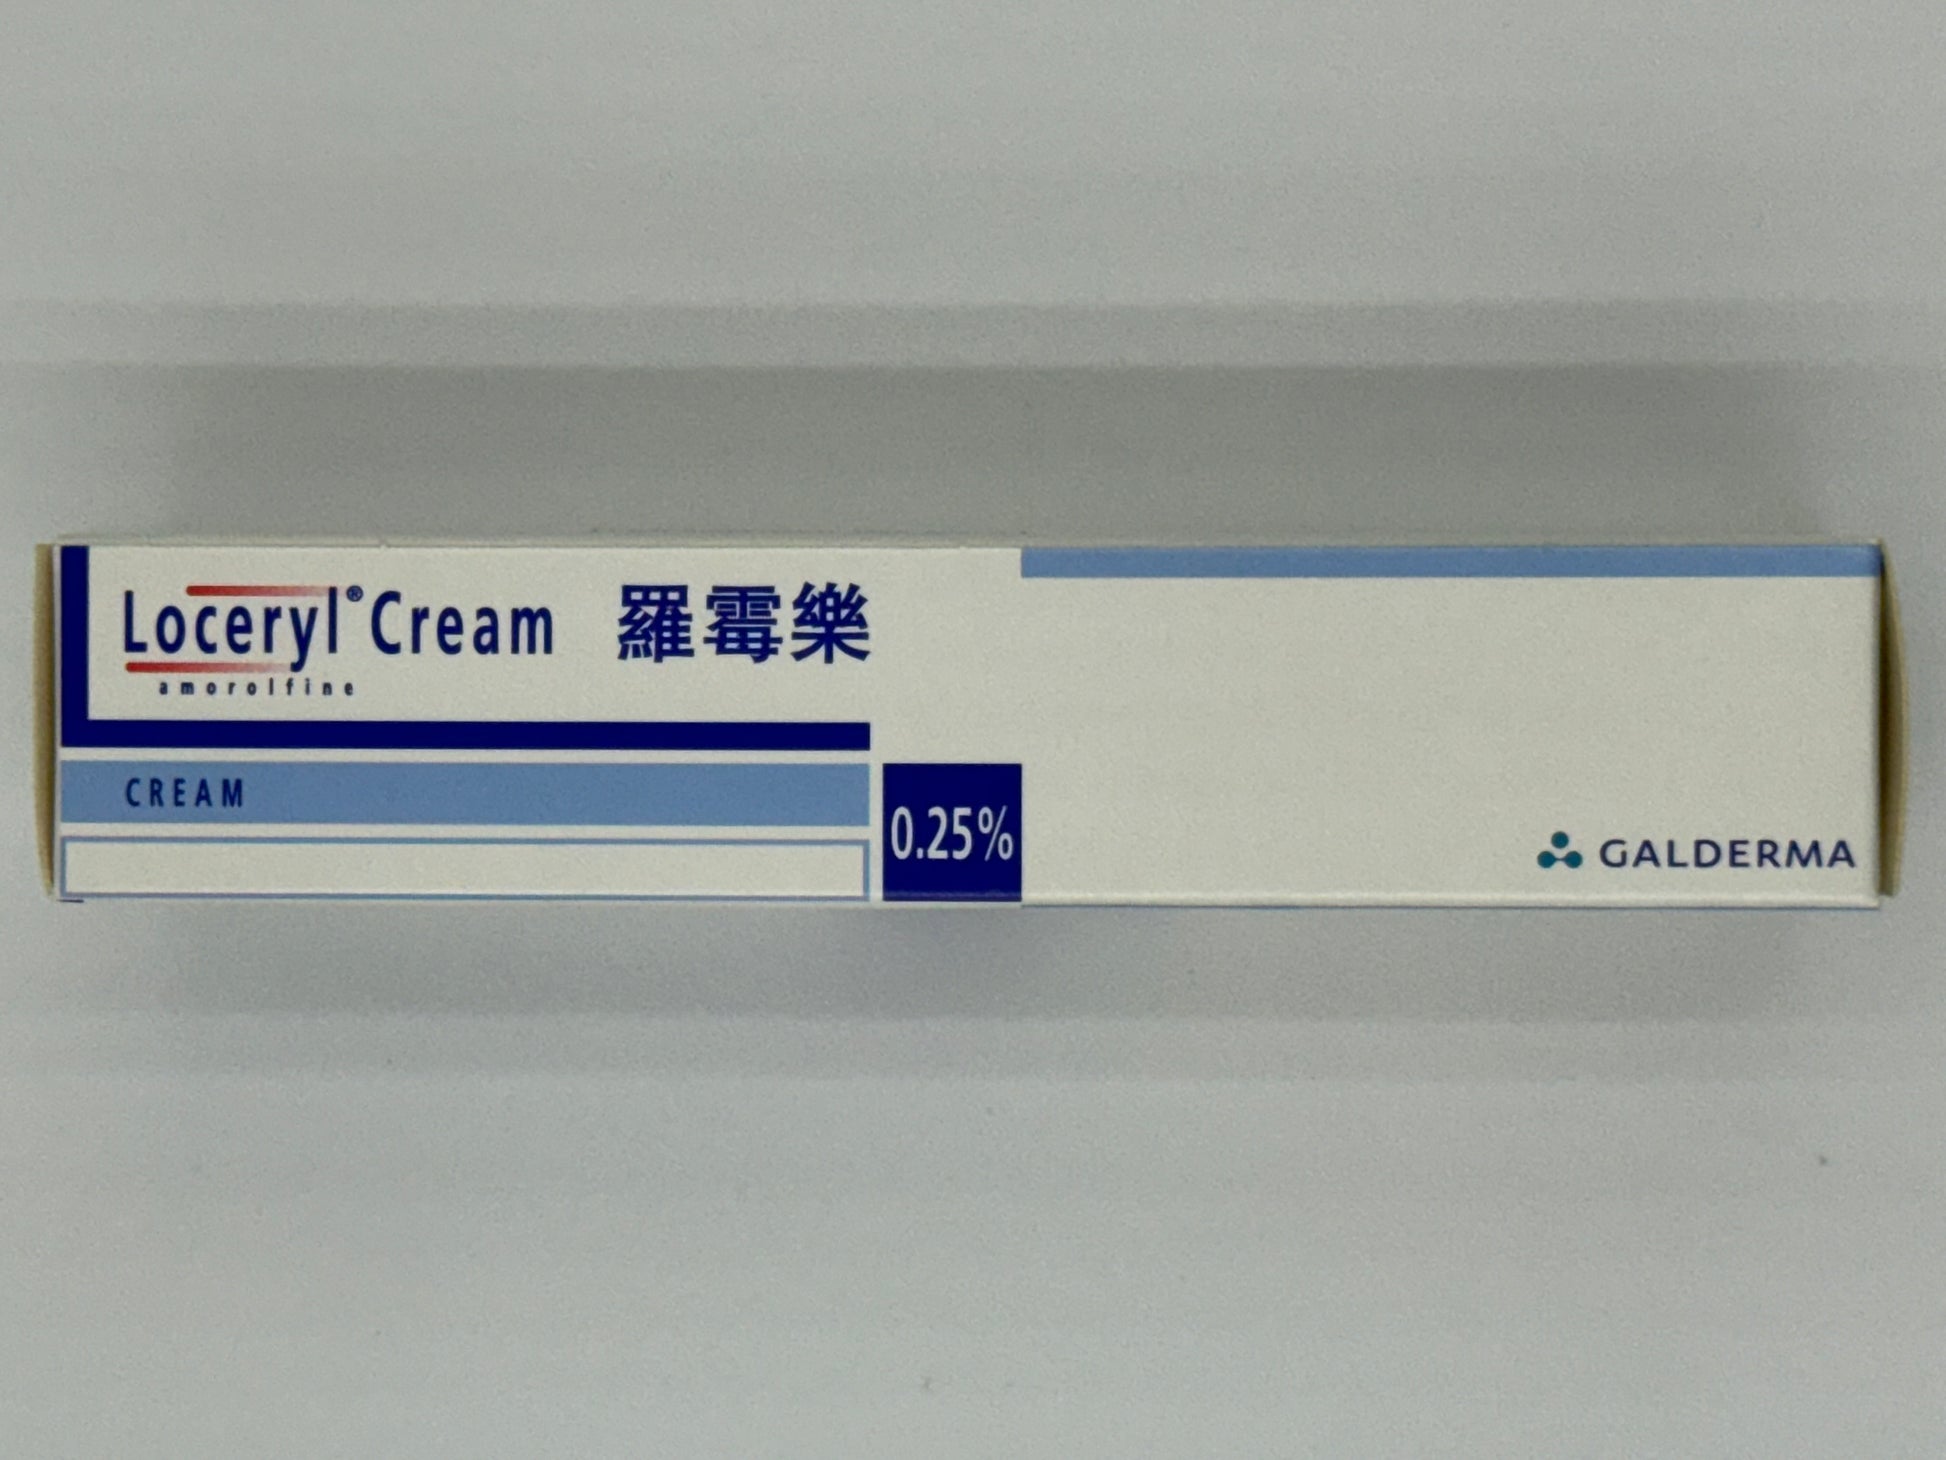 Loceryl® Cream 羅霉樂
amorolfine
CREAM
0.25%
GALDERMA